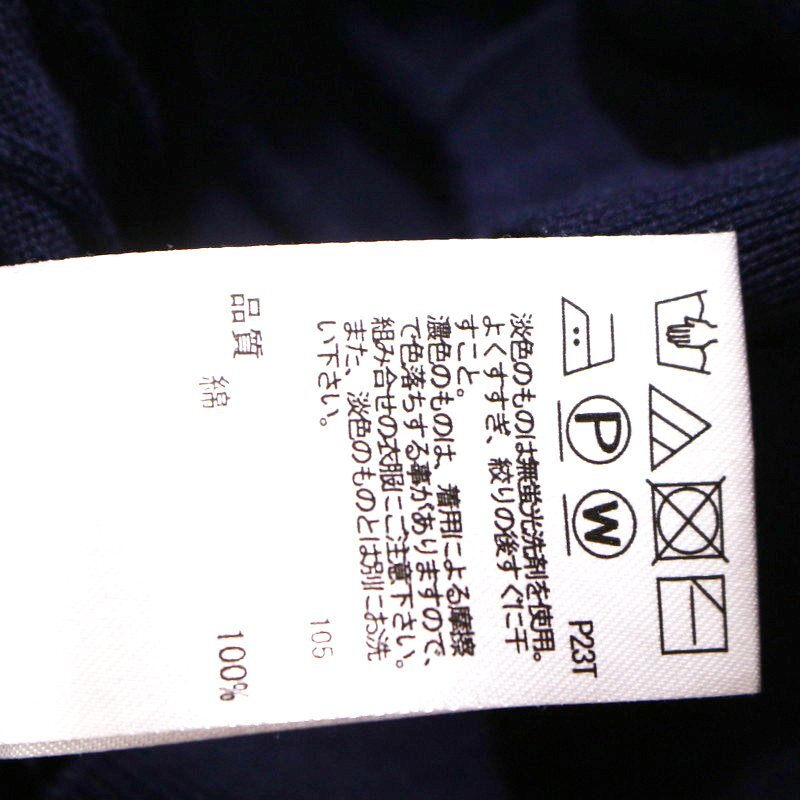 P W
P23T
淡色のものは無蛍光洗剤を使用。
よくすすぎ、絞りの後すぐに干
すこと。
濃色のものは、着用による摩擦
で色落ちする事がありますので、
組み合せの衣服にご注意下さい。
また、淡色のものとは別にお洗
い下さい。
105
品質
綿 100%